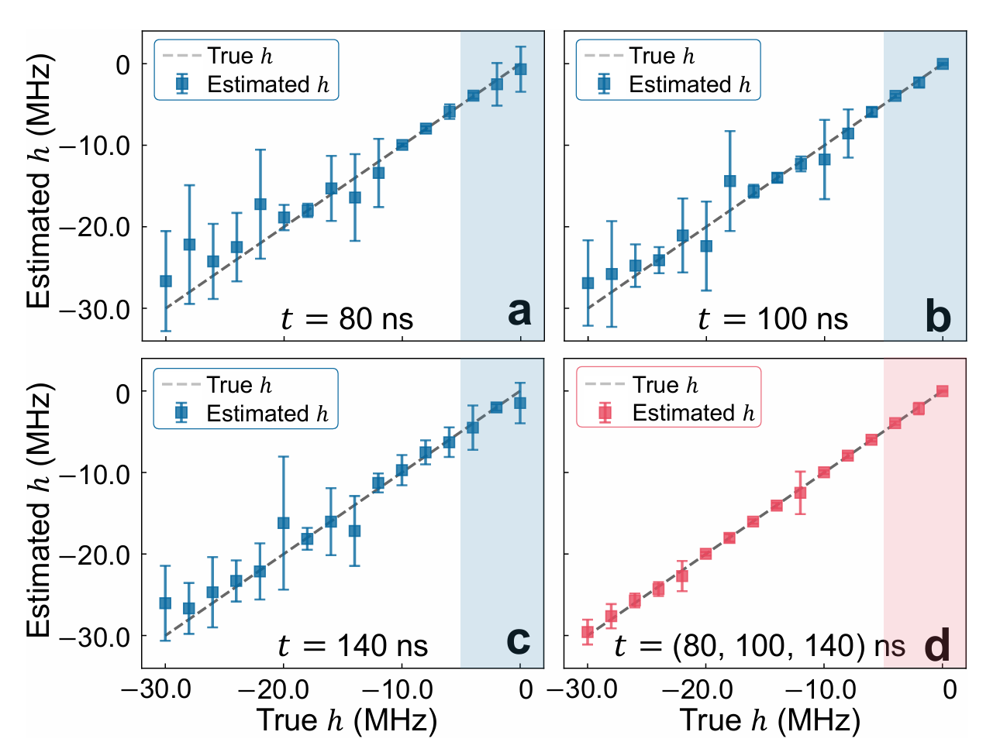 True h
Estimated h
0
−10.0
−20.0
−30.0
Estimated h (MHz)
t = 80 ns
a
True h
Estimated h
t = 100 ns
b
True h
Estimated h
0
−10.0
−20.0
−30.0
Estimated h (MHz)
t = 140 ns
c
−30.0 −20.0 −10.0 0
True h (MHz)
True h
Estimated h
t = (80, 100, 140) ns
d
−30.0 −20.0 −10.0 0
True h (MHz)